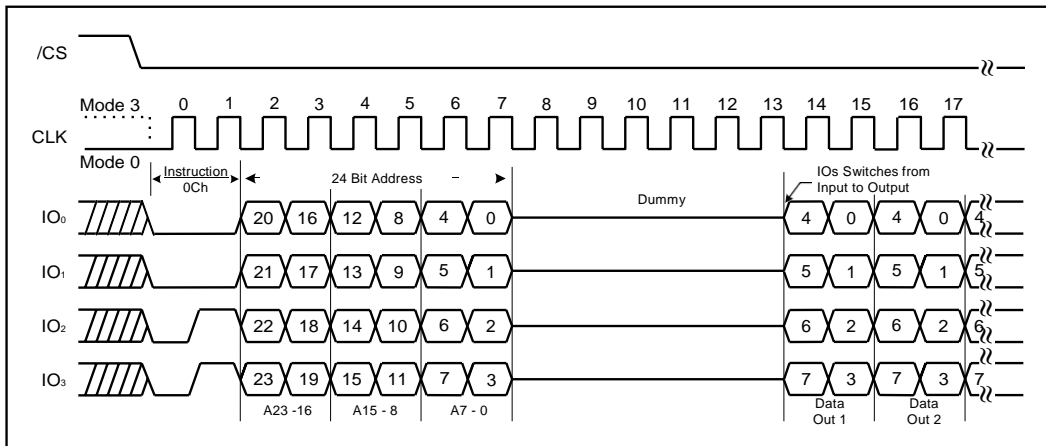 /CS
Mode 3 0 1 2 3 4 5 6 7 8 9 10 11 12 13 14 15 16 17
CLK
Mode 0
Instruction
0Ch
24 Bit Address
Dummy
IOs Switches from
Input to Output
IO0 20 16 12 8 4 0 4 0 4 0 4
IO1 21 17 13 9 5 1 5 1 5 1 5
IO2 22 18 14 10 6 2 6 2 6 2 6
IO3 23 19 15 11 7 3 7 3 7 3 7
A23 -16 A15 - 8 A7 - 0
Data
Out 1
Data
Out 2